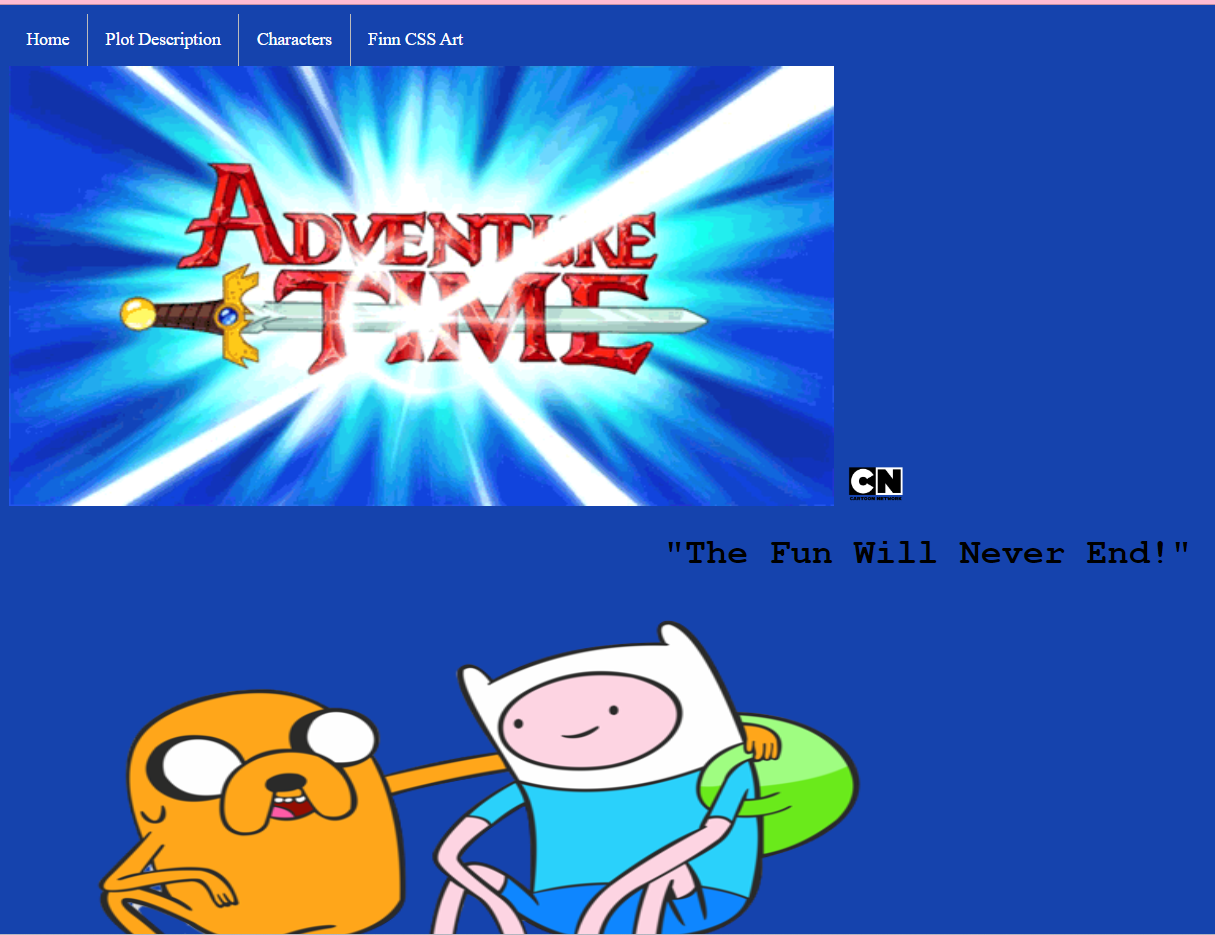 Home Plot Description Characters Finn CSS Art
ADVENTURE
TIME
CN
CARTOON NETWORK
"The Fun Will Never End!"